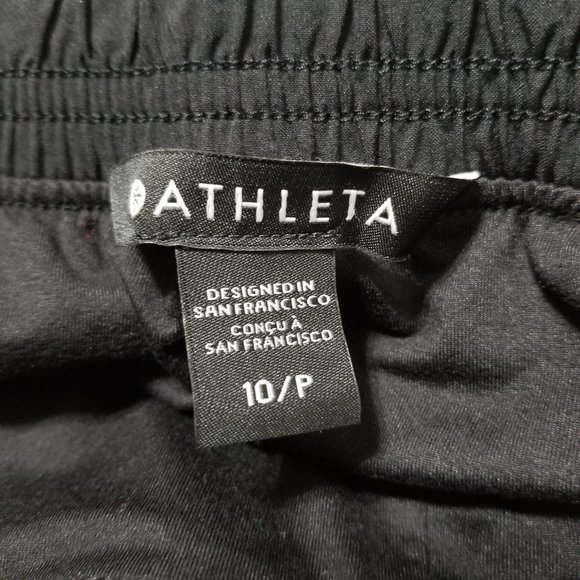 ATHLETA
DESIGNED IN
SAN FRANCISCO
CONÇU À
SAN FRANCISCO
10/P